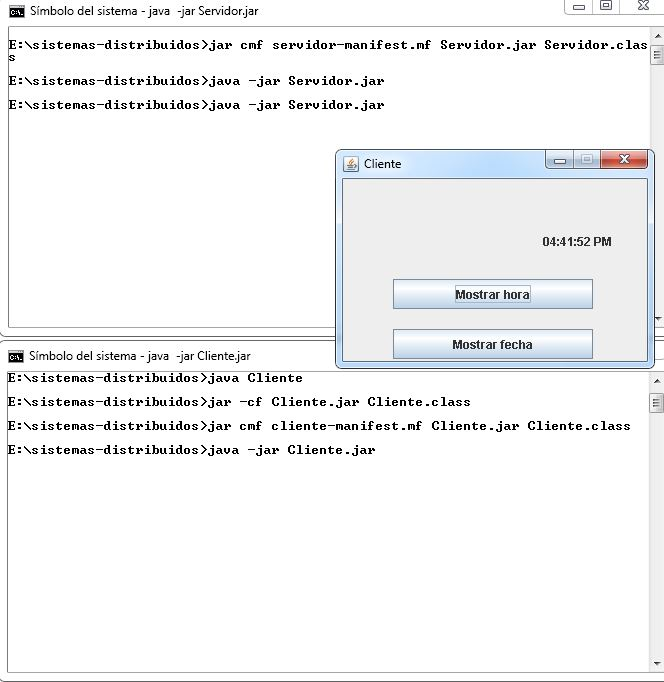 Símbolo del sistema - java  -jar Servidor.jar
E:\sistemas-distribuidos>jar cmf servidor-manifest.mf Servidor.jar Servidor.clas
s
E:\sistemas-distribuidos>java -jar Servidor.jar
E:\sistemas-distribuidos>java -jar Servidor.jar
Cliente
04:41:52 PM
Mostrar hora
Mostrar fecha
Símbolo del sistema - java  -jar Cliente.jar
E:\sistemas-distribuidos>java Cliente
E:\sistemas-distribuidos>jar -cf Cliente.jar Cliente.class
E:\sistemas-distribuidos>jar cmf cliente-manifest.mf Cliente.jar Cliente.class
E:\sistemas-distribuidos>java -jar Cliente.jar